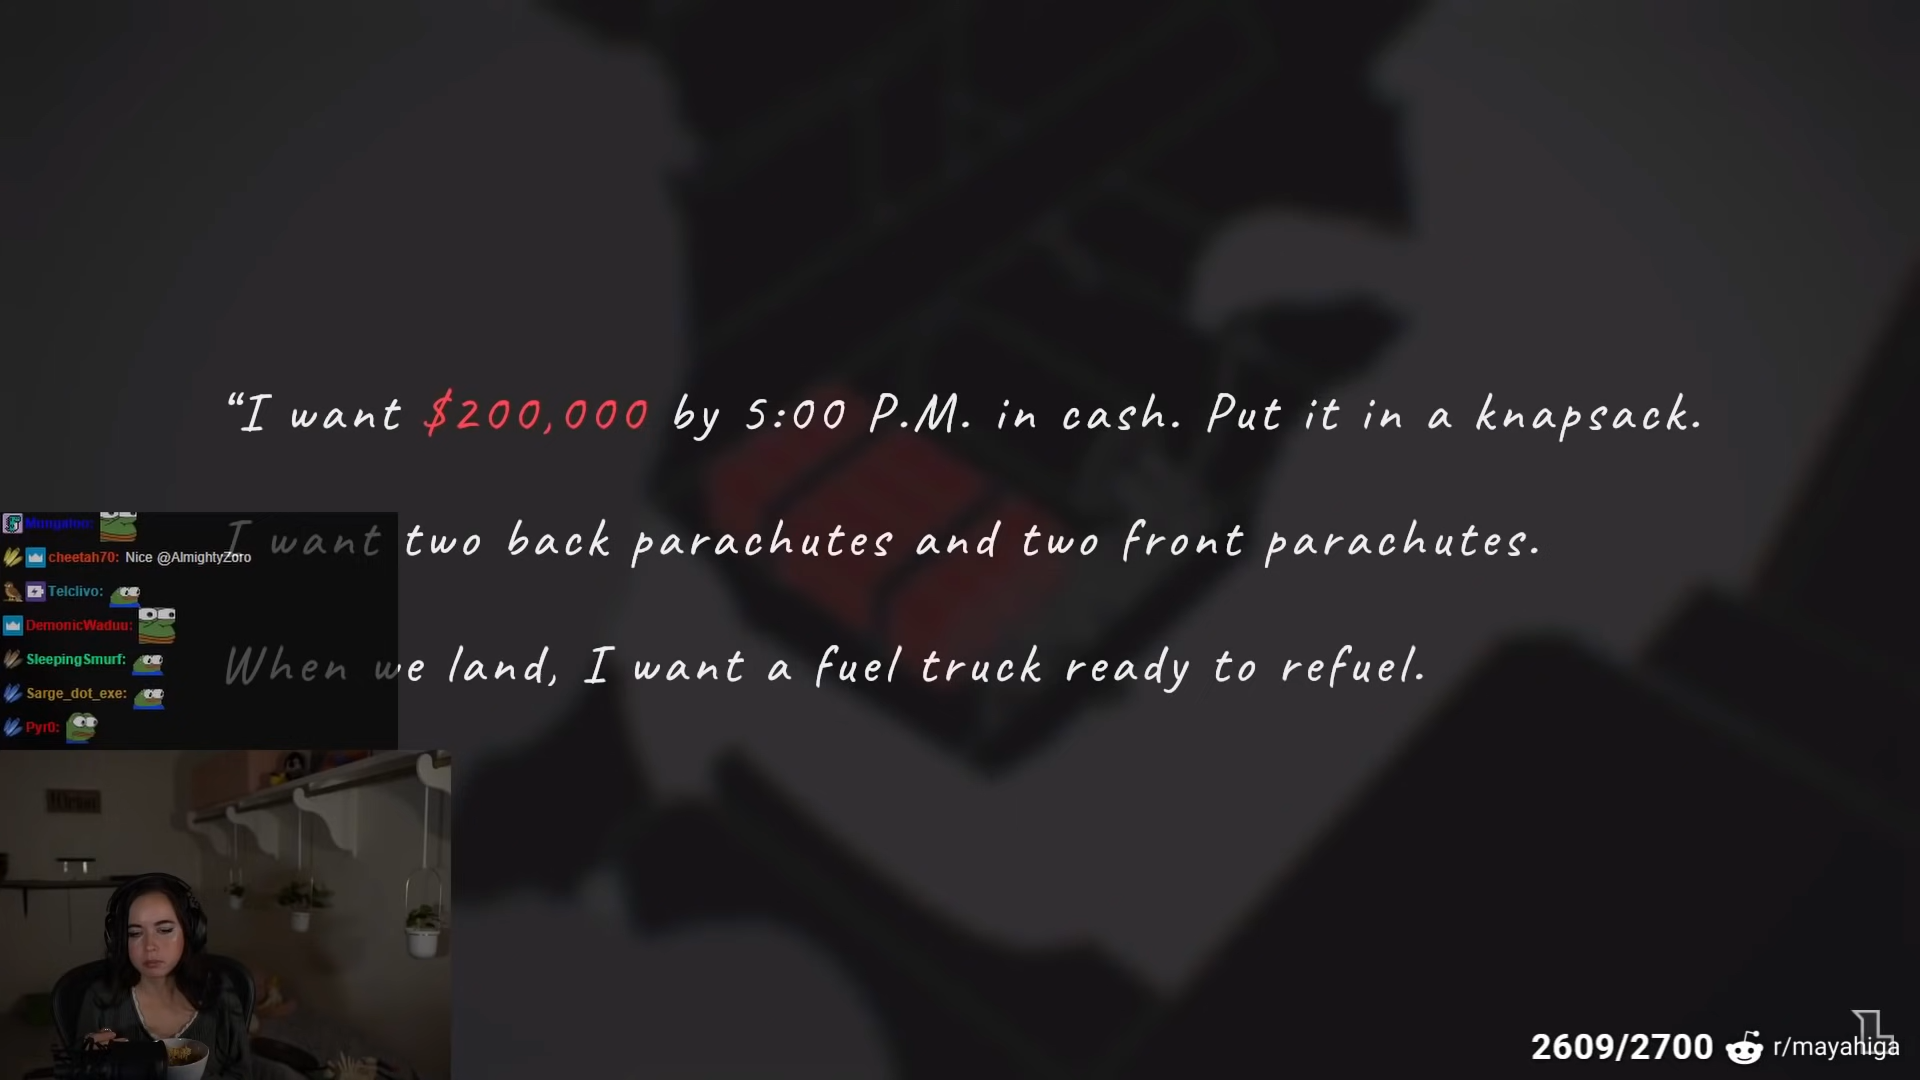 “I want $200,000 by 5:00 P.M. in cash. Put it in a knapsack.
I want two back parachutes and two front parachutes.
When we land, I want a fuel truck ready to refuel.
Mungaloo:
cheetah70: Nice @AlmightyZoro
Telclivo:
DemonicWaduu:
SleepingSmurf:
Sarge_dot_exe:
Pyr0:
2609/2700 r/mayahiga